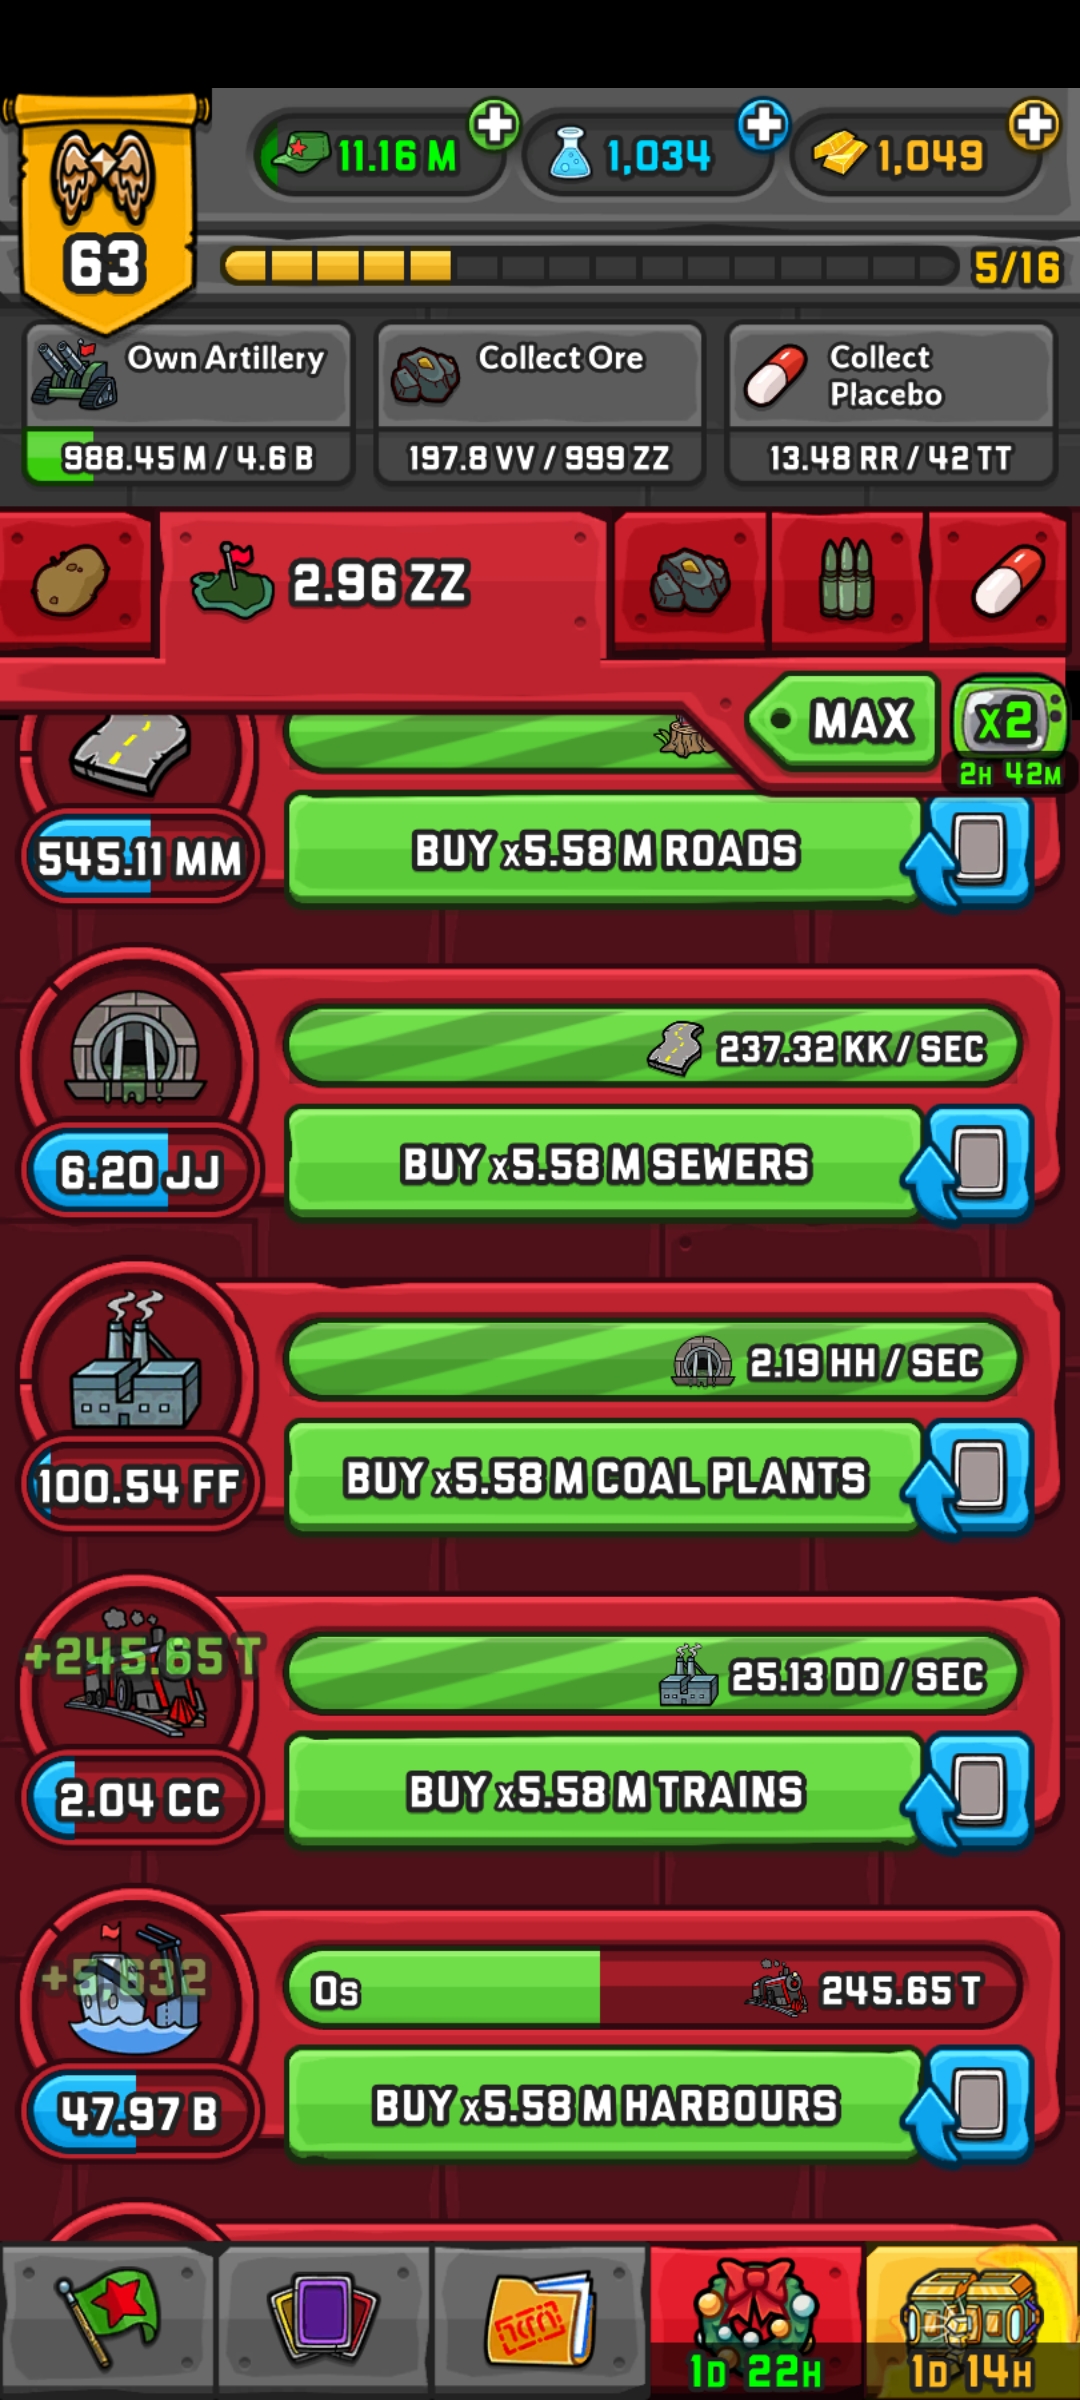 11.16 M
1,034
1,049
63
5/16
Own Artillery
988.45 M / 4.6 B
Collect Ore
197.8 VV / 999 ZZ
Collect
Placebo
13.48 RR / 42 TT
2.96 ZZ
MAX
x2
2H 42M
545.11 MM
BUY x5.58 M ROADS
237.32 KK / SEC
6.20 JJ
BUY x5.58 M SEWERS
2.19 HH / SEC
100.54 FF
BUY x5.58 M COAL PLANTS
+245.65 T
25.13 DD / SEC
2.04 CC
BUY x5.58 M TRAINS
+5,632
0s
245.65 T
47.97 B
BUY x5.58 M HARBOURS
1D 22H
1D 14H